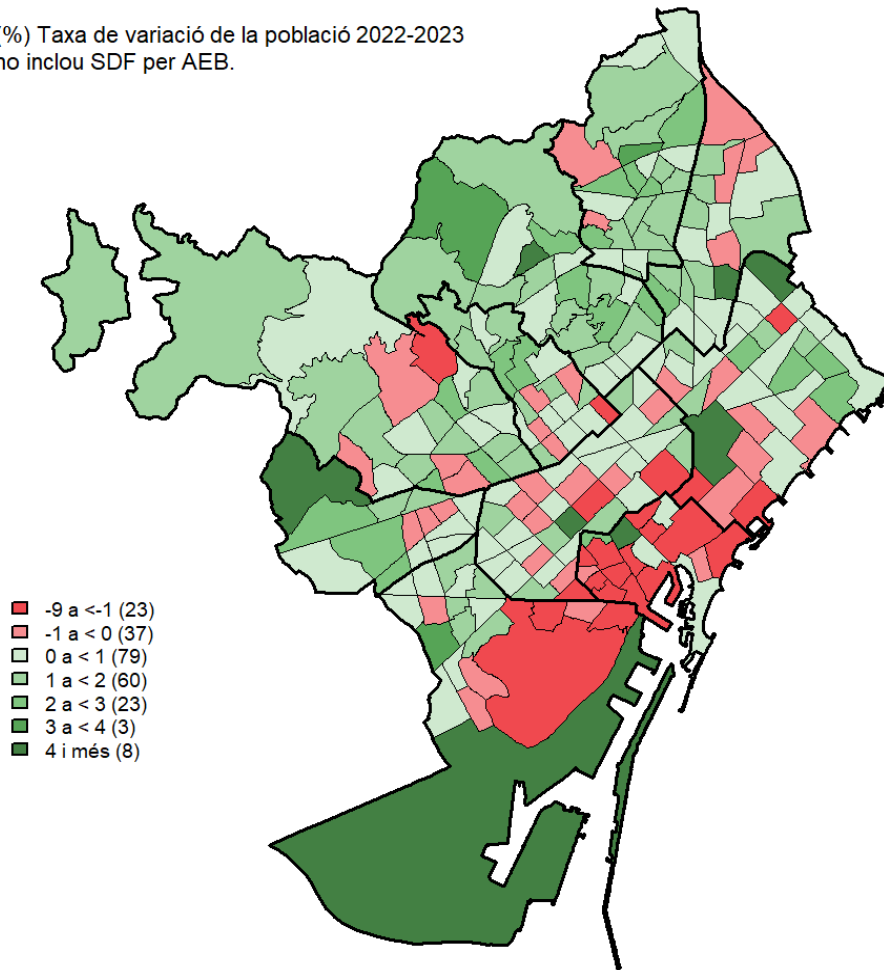 (%) Taxa de variació de la població 2022-2023
no inclou SDF per AEB.
-9 a <-1 (23)
-1 a < 0 (37)
0 a < 1 (79)
1 a < 2 (60)
2 a < 3 (23)
3 a < 4 (3)
4 i més (8)